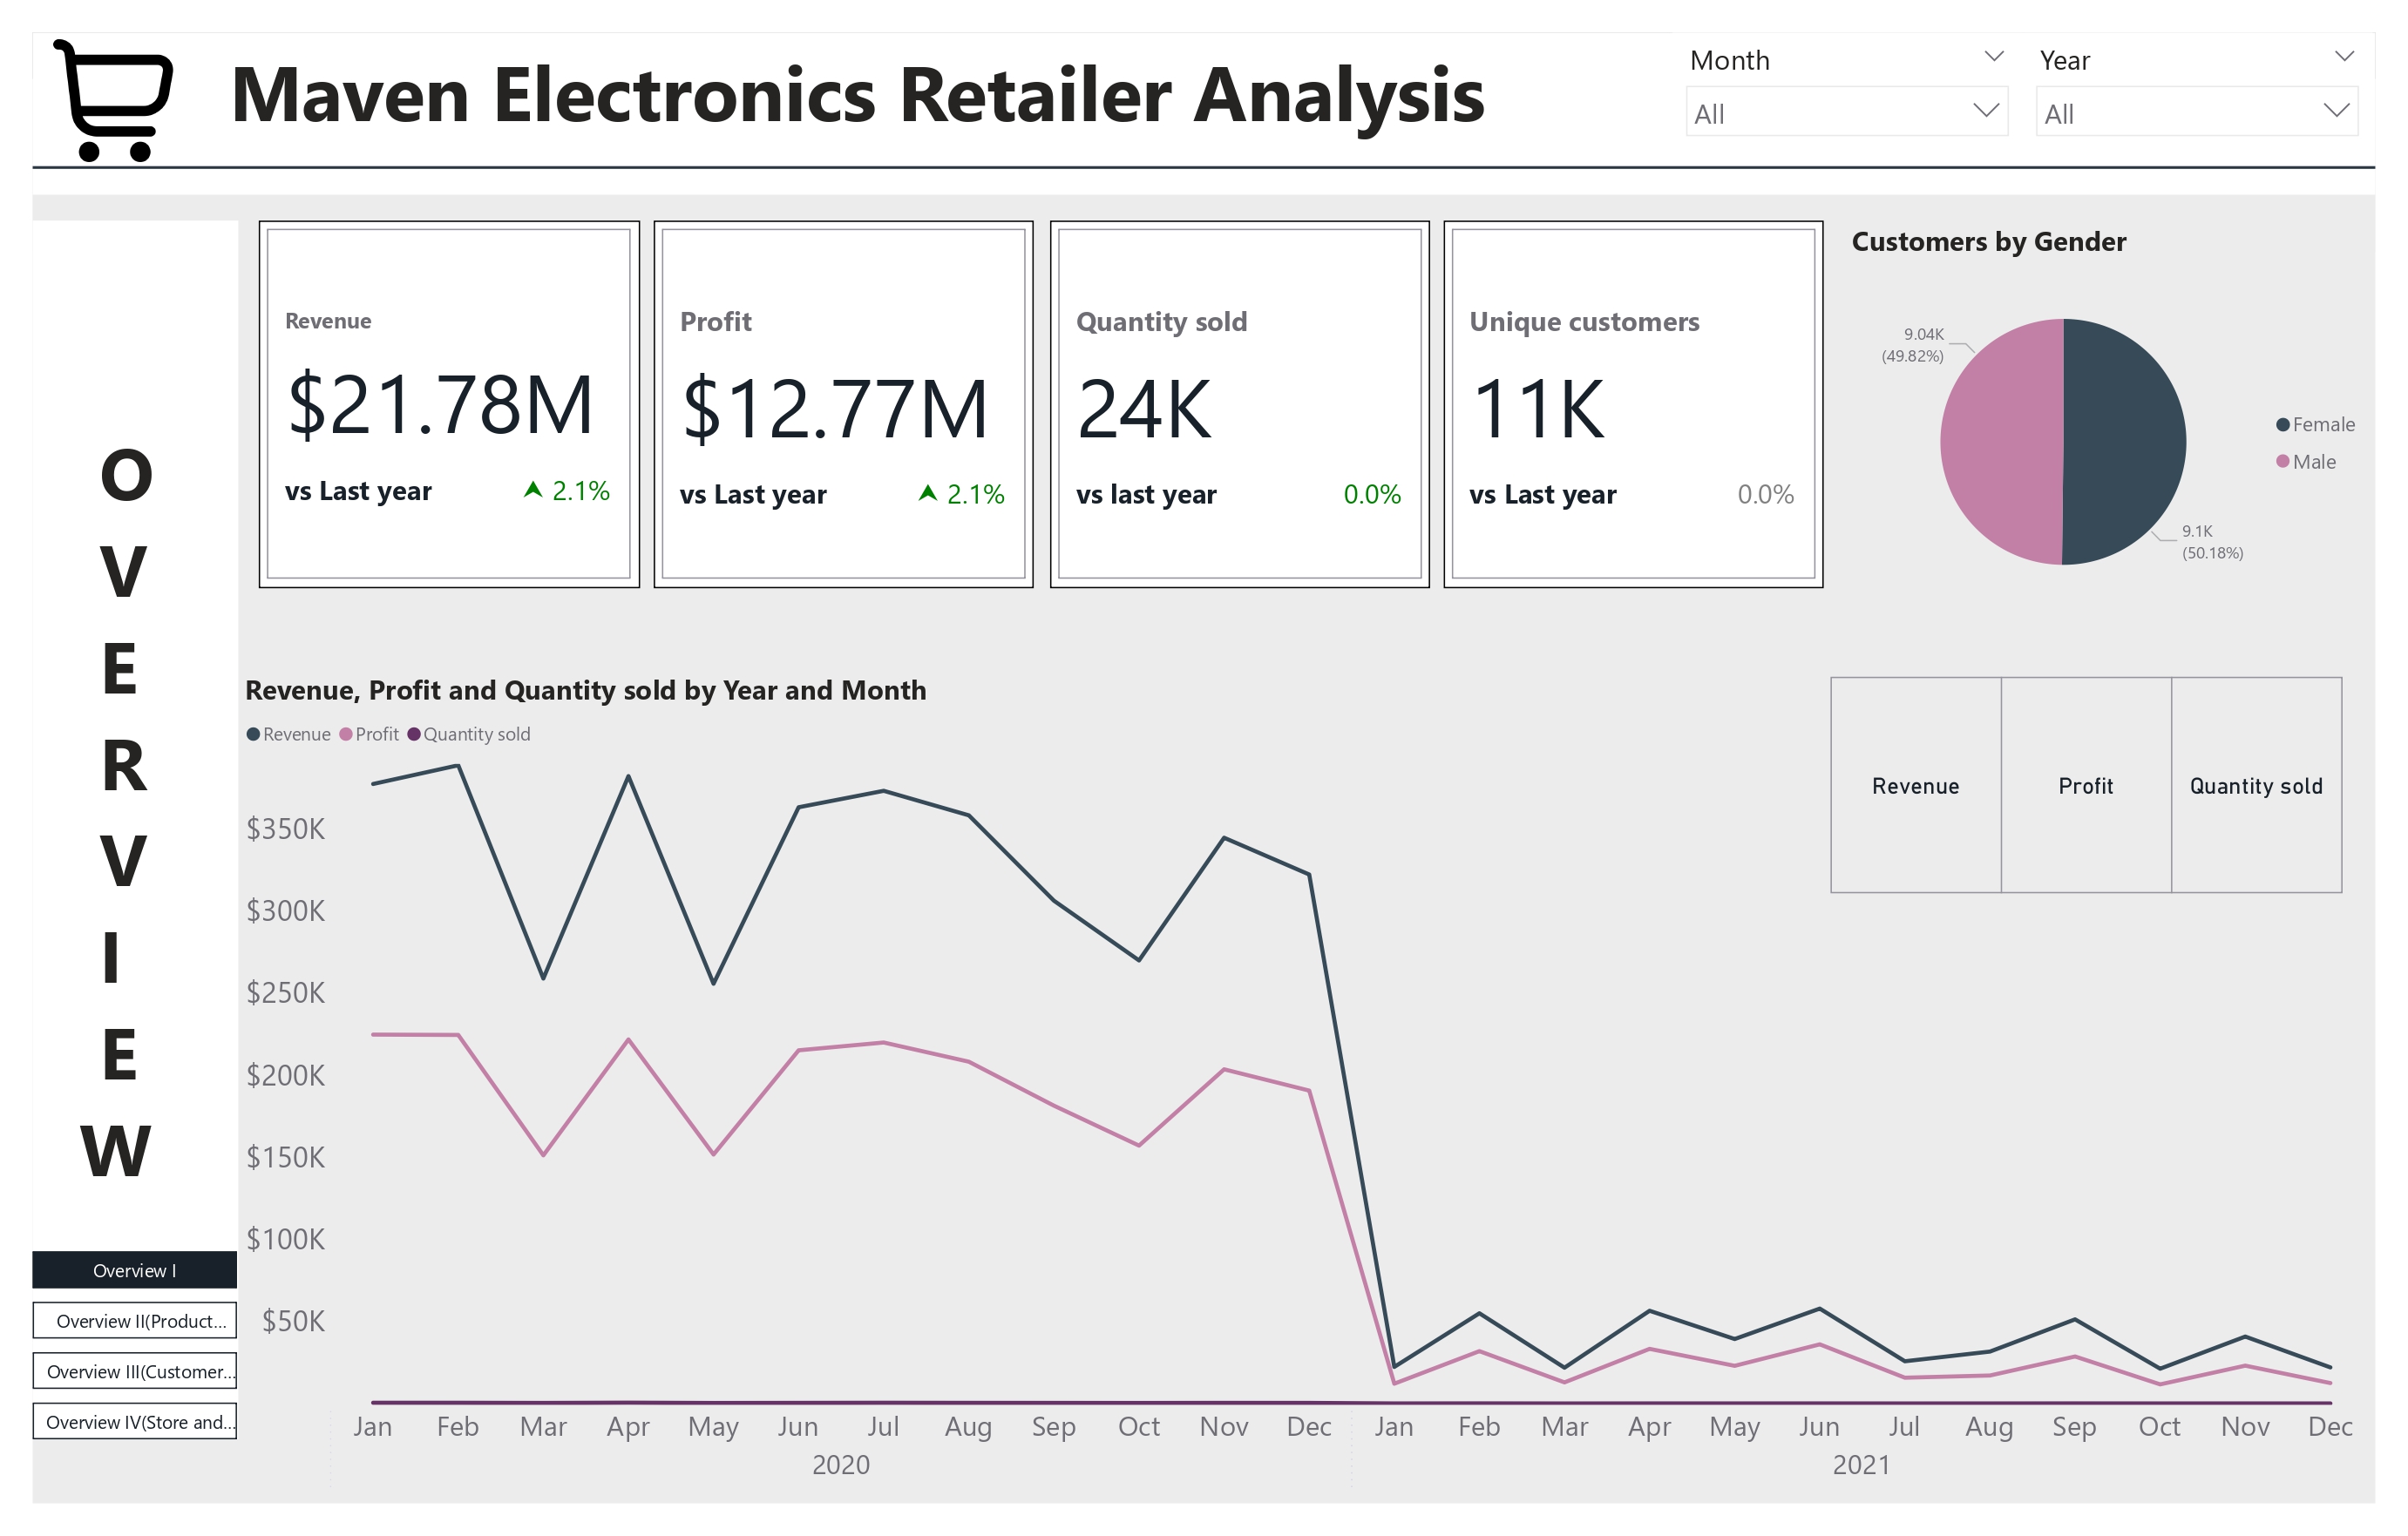 Maven Electronics Retailer Analysis
Month
All
Year
All
O
V
E
R
V
I
E
W
Overview I
Overview II(Product...
Overview III(Customer...
Overview IV(Store and...
Revenue
$21.78M
vs Last year 2.1%
Profit
$12.77M
vs Last year 2.1%
Quantity sold
24K
vs last year 0.0%
Unique customers
11K
vs Last year 0.0%
Customers by Gender
9.04K
(49.82%)
9.1K
(50.18%)
Female
Male
Revenue, Profit and Quantity sold by Year and Month
Revenue Profit Quantity sold
Revenue Profit Quantity sold
$350K
$300K
$250K
$200K
$150K
$100K
$50K
Jan Feb Mar Apr May Jun Jul Aug Sep Oct Nov Dec Jan Feb Mar Apr May Jun Jul Aug Sep Oct Nov Dec
2020 2021